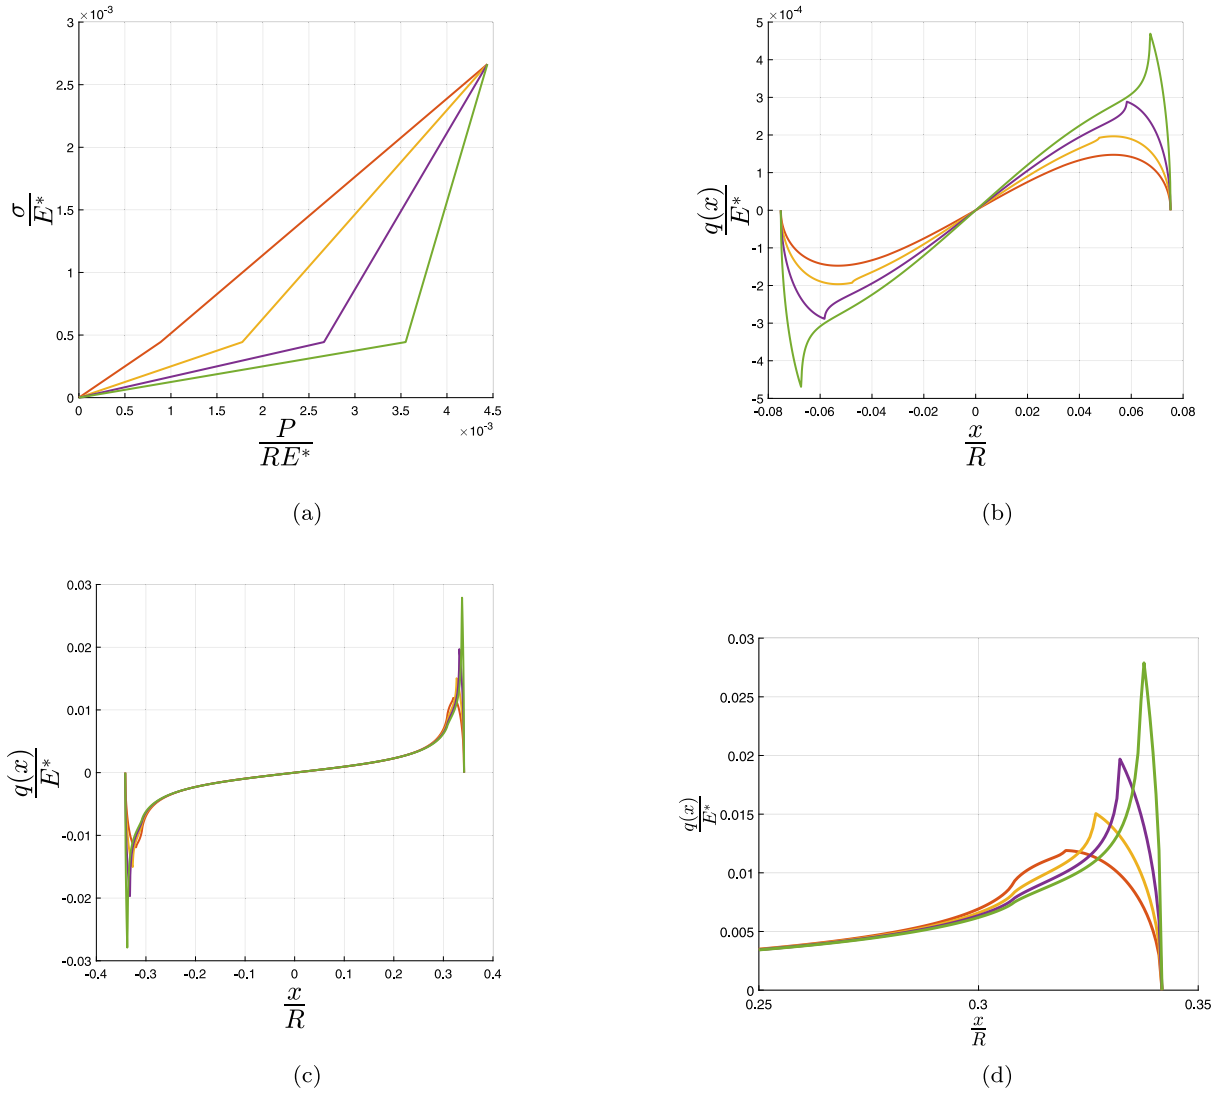 ×10⁻³
3
2.5
2
1.5
1
0.5
0
σ/E*
0 0.5 1 1.5 2 2.5 3 3.5 4 4.5
×10⁻³
P/RE*
(a)
×10⁻⁴
5
4
3
2
1
0
-1
-2
-3
-4
-5
q(x)/E*
-0.08 -0.06 -0.04 -0.02 0 0.02 0.04 0.06 0.08
x/R
(b)
0.03
0.02
0.01
0
-0.01
-0.02
-0.03
q(x)/E*
-0.4 -0.3 -0.2 -0.1 0 0.1 0.2 0.3 0.4
x/R
(c)
0.03
0.025
0.02
0.015
0.01
0.005
0
q(x)/E*
0.25 0.3 0.35
x/R
(d)